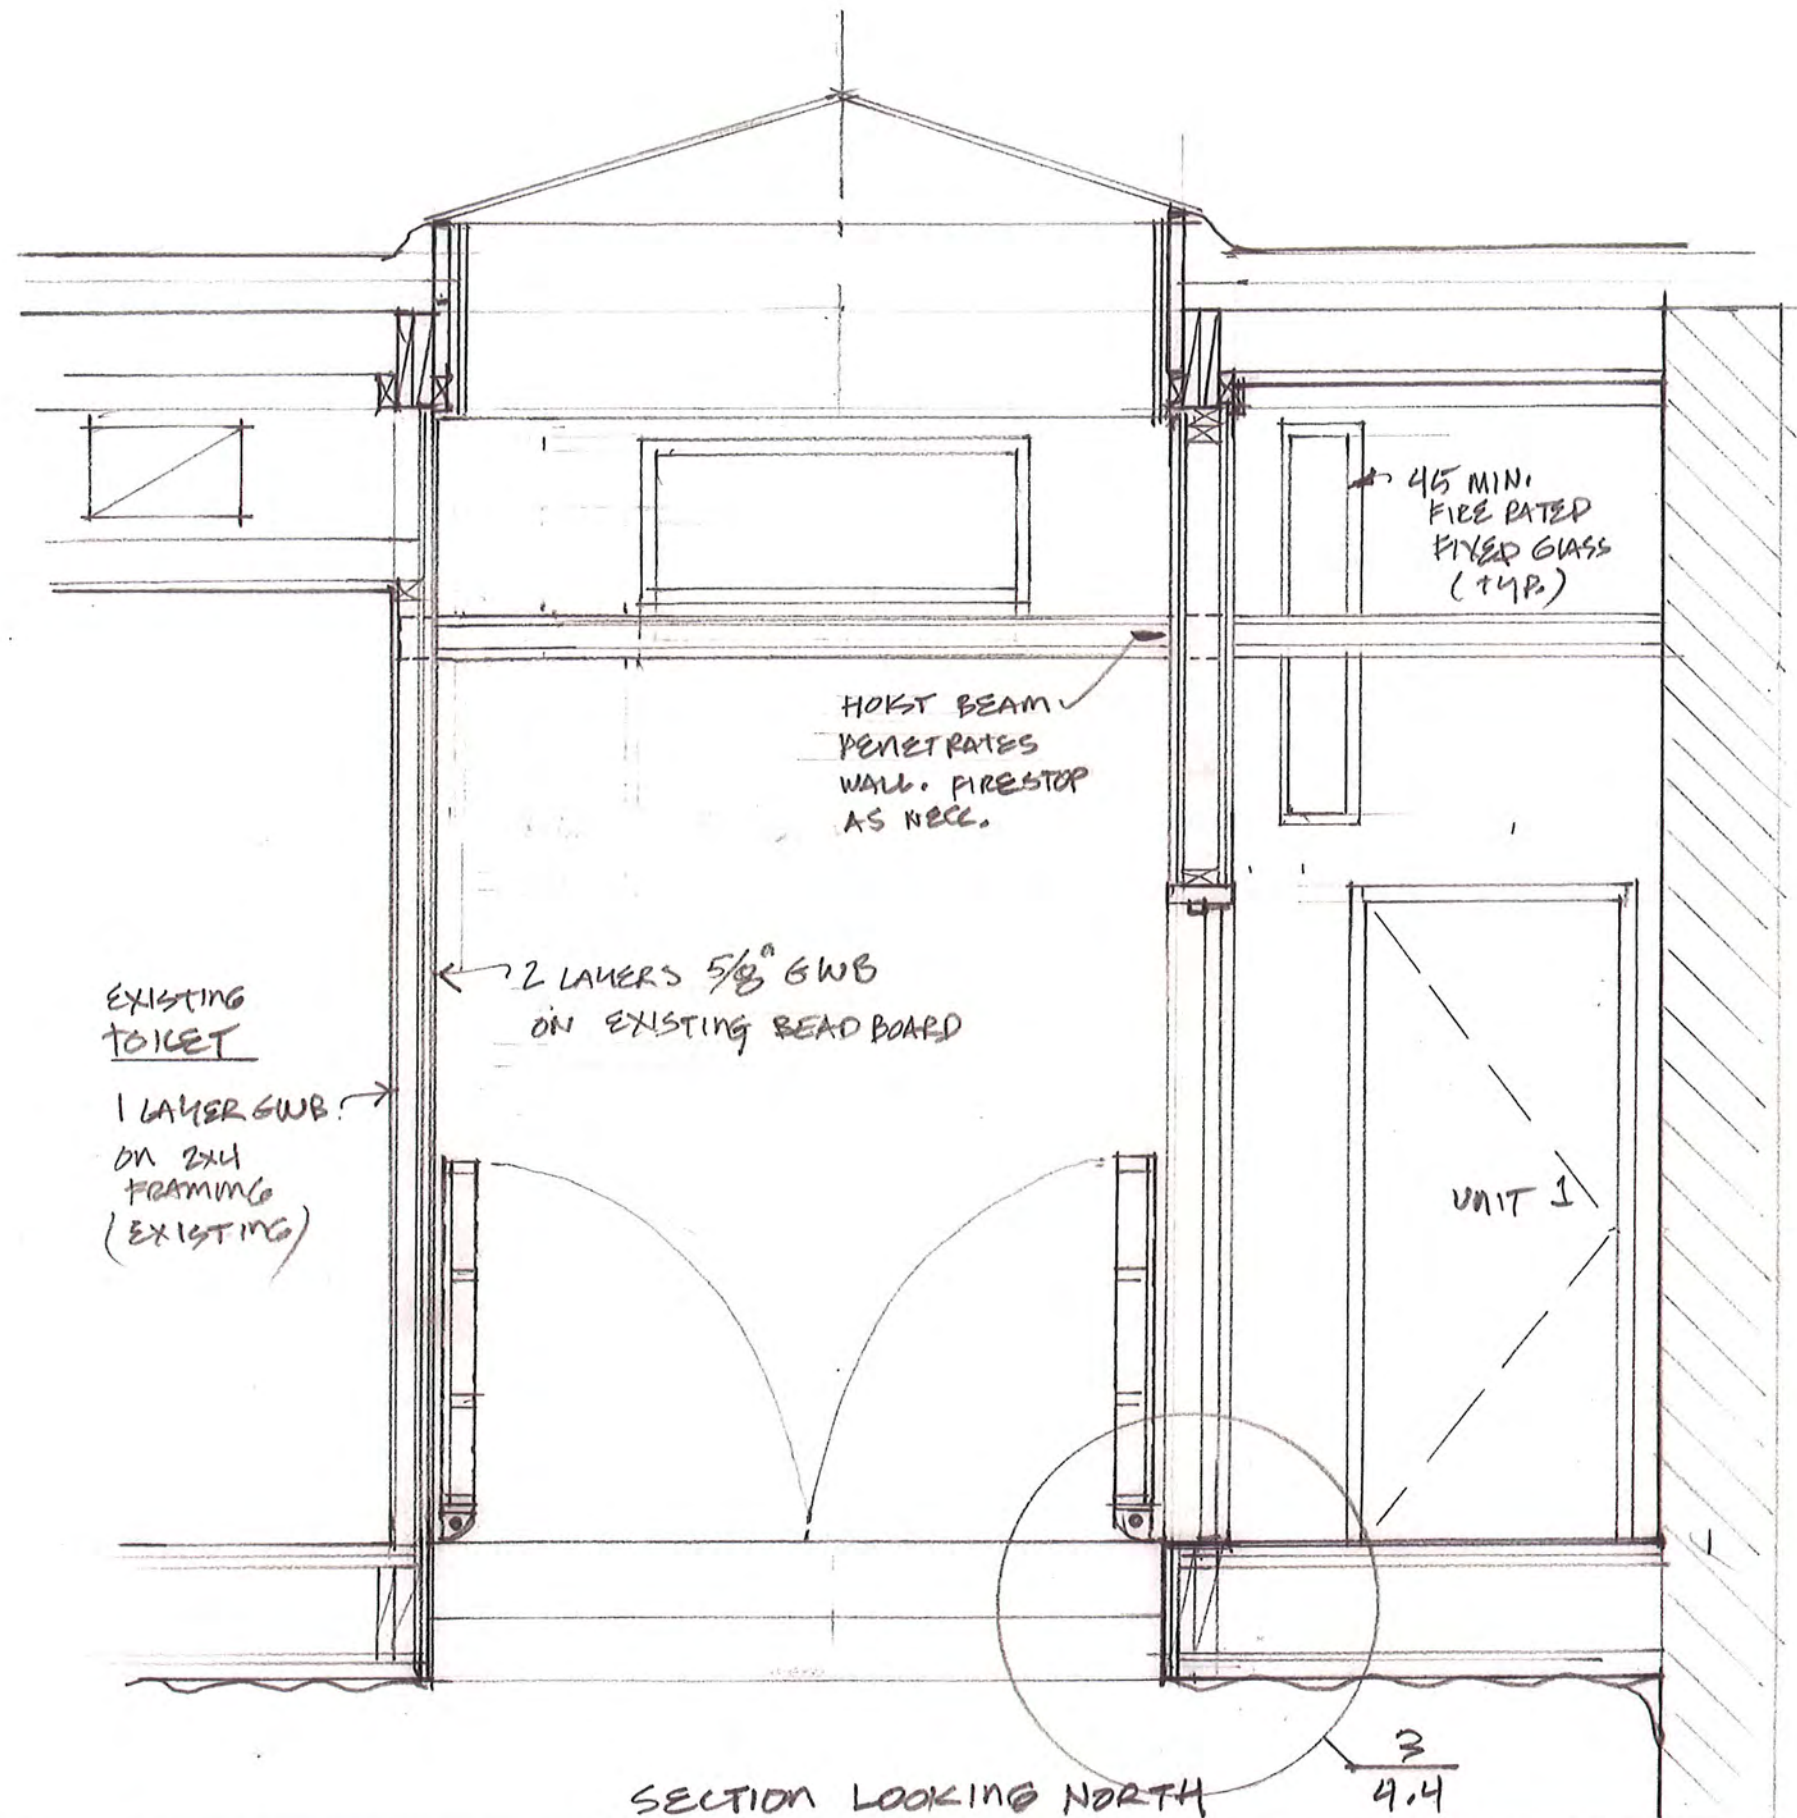 45 MIN.
FIRE RATED
FIXED GLASS
(TYP.)
HOIST BEAM
PENETRATES
WALL. FIRESTOP
AS NECC.
2 LAYERS 5/8" GWB
ON EXISTING BEAD BOARD
EXISTING
TOILET
1 LAYER GWB.
ON 2x4
FRAMING
(EXISTING)
UNIT 1
3
4.4
SECTION LOOKING NORTH